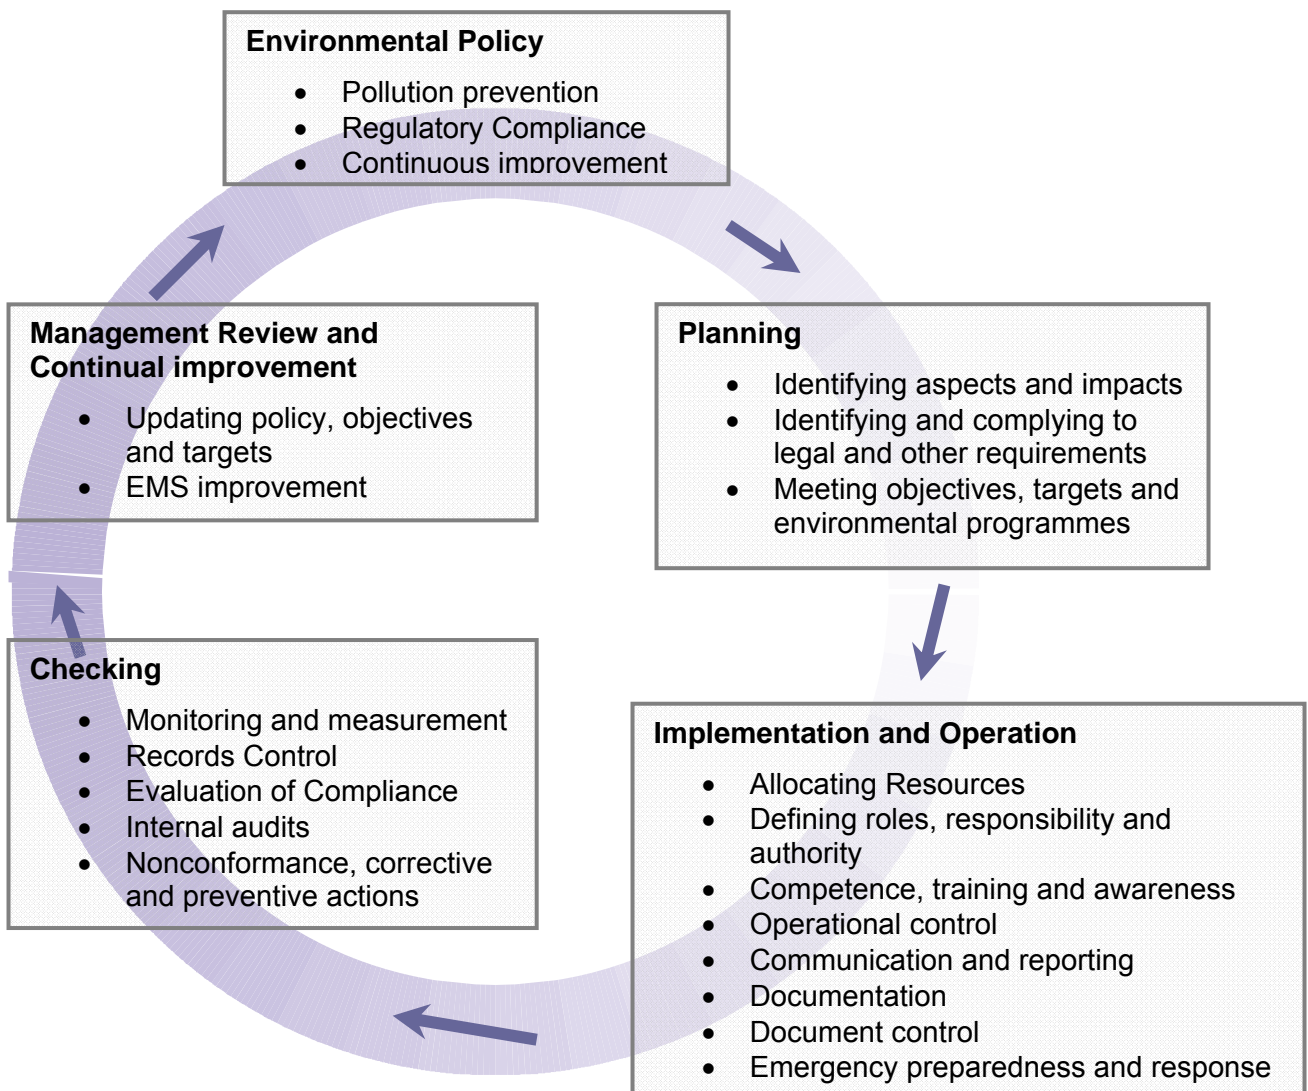 Environmental Policy
• Pollution prevention
• Regulatory Compliance
• Continuous improvement
Management Review and
Continual improvement
• Updating policy, objectives
and targets
• EMS improvement
Planning
• Identifying aspects and impacts
• Identifying and complying to
legal and other requirements
• Meeting objectives, targets and
environmental programmes
Checking
• Monitoring and measurement
• Records Control
• Evaluation of Compliance
• Internal audits
• Nonconformance, corrective
and preventive actions
Implementation and Operation
• Allocating Resources
• Defining roles, responsibility and
authority
• Competence, training and awareness
• Operational control
• Communication and reporting
• Documentation
• Document control
• Emergency preparedness and response